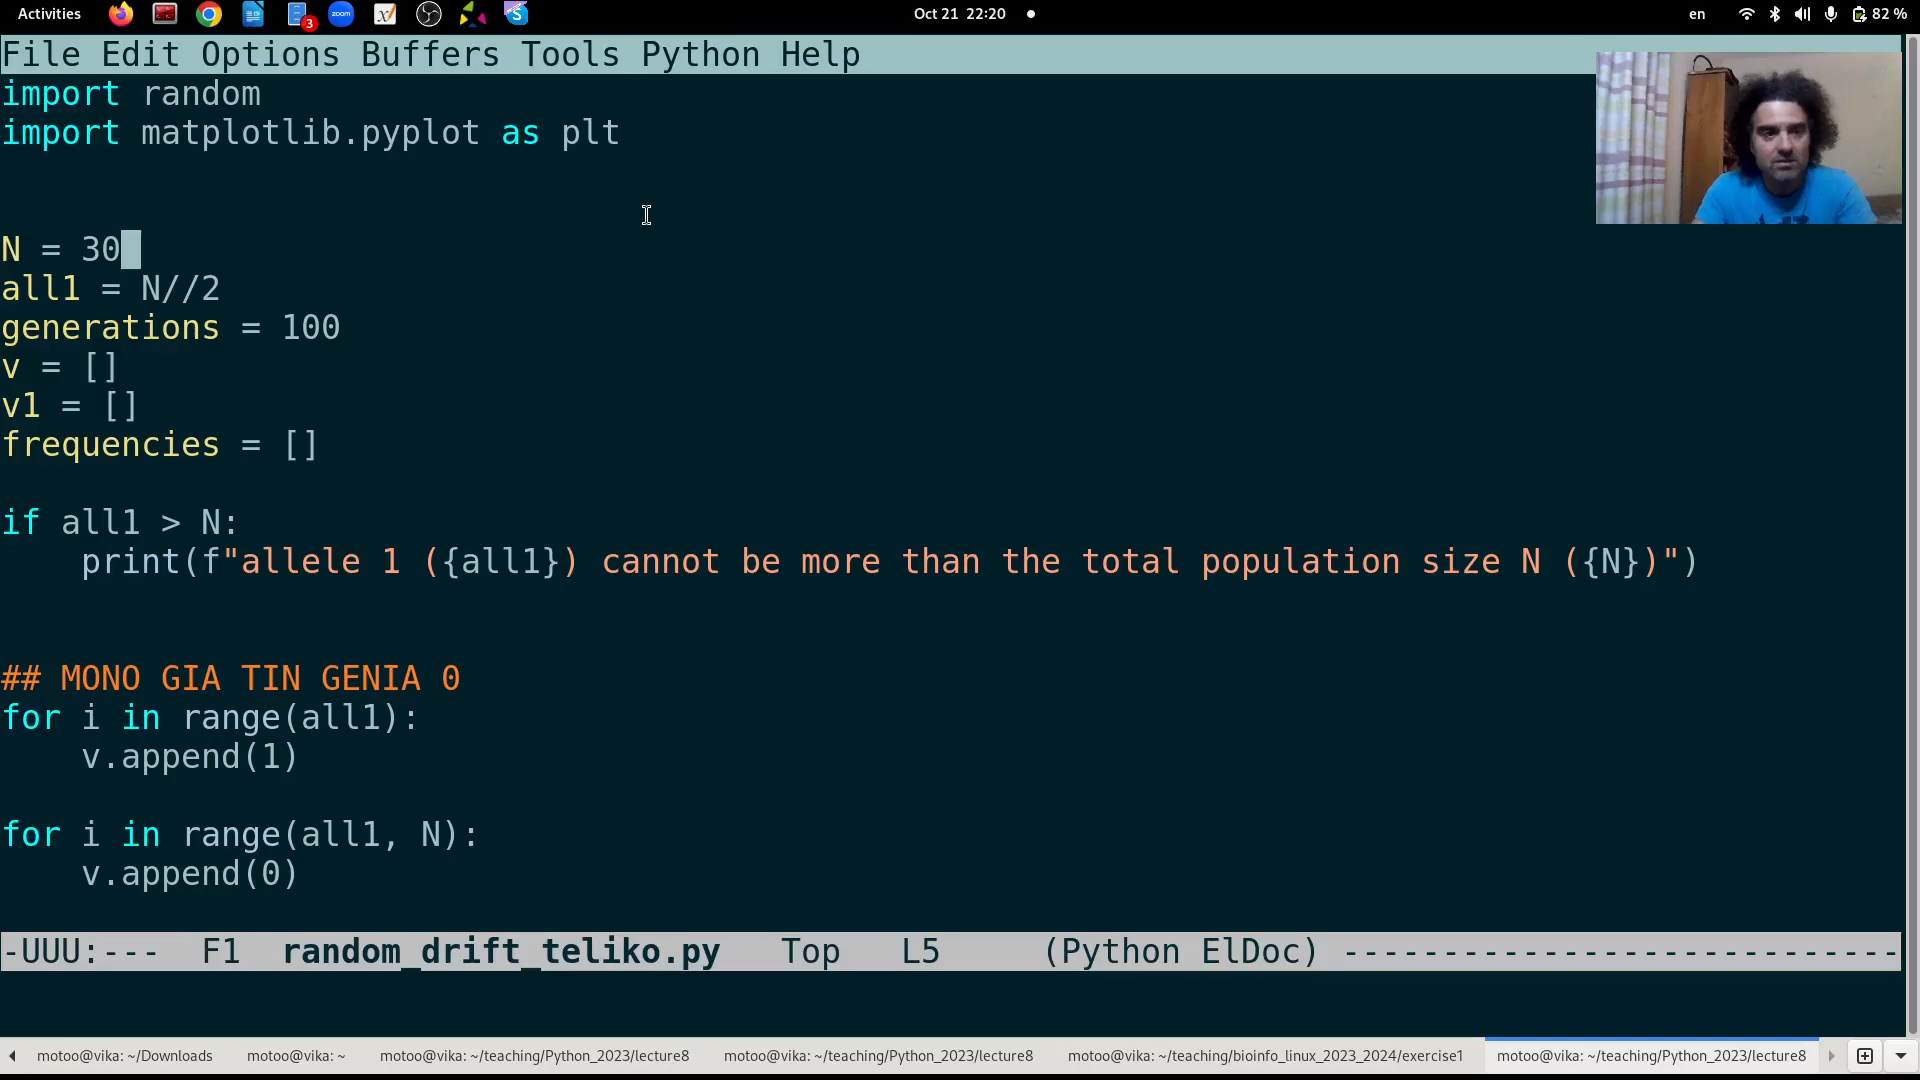 Activities
3
zoom
Oct 21 22:20
en
82 %
File Edit Options Buffers Tools Python Help
import random
import matplotlib.pyplot as plt
N = 30
all1 = N//2
generations = 100
v = []
v1 = []
frequencies = []
if all1 > N:
    print(f"allele 1 ({all1}) cannot be more than the total population size N ({N})")
## MONO GIA TIN GENIA 0
for i in range(all1):
    v.append(1)
for i in range(all1, N):
    v.append(0)
-UUU:---  F1  random_drift_teliko.py   Top   L5     (Python ElDoc) ----------------------------
motoo@vika: ~/Downloads
motoo@vika: ~
motoo@vika: ~/teaching/Python_2023/lecture8
motoo@vika: ~/teaching/Python_2023/lecture8
motoo@vika: ~/teaching/bioinfo_linux_2023_2024/exercise1
motoo@vika: ~/teaching/Python_2023/lecture8